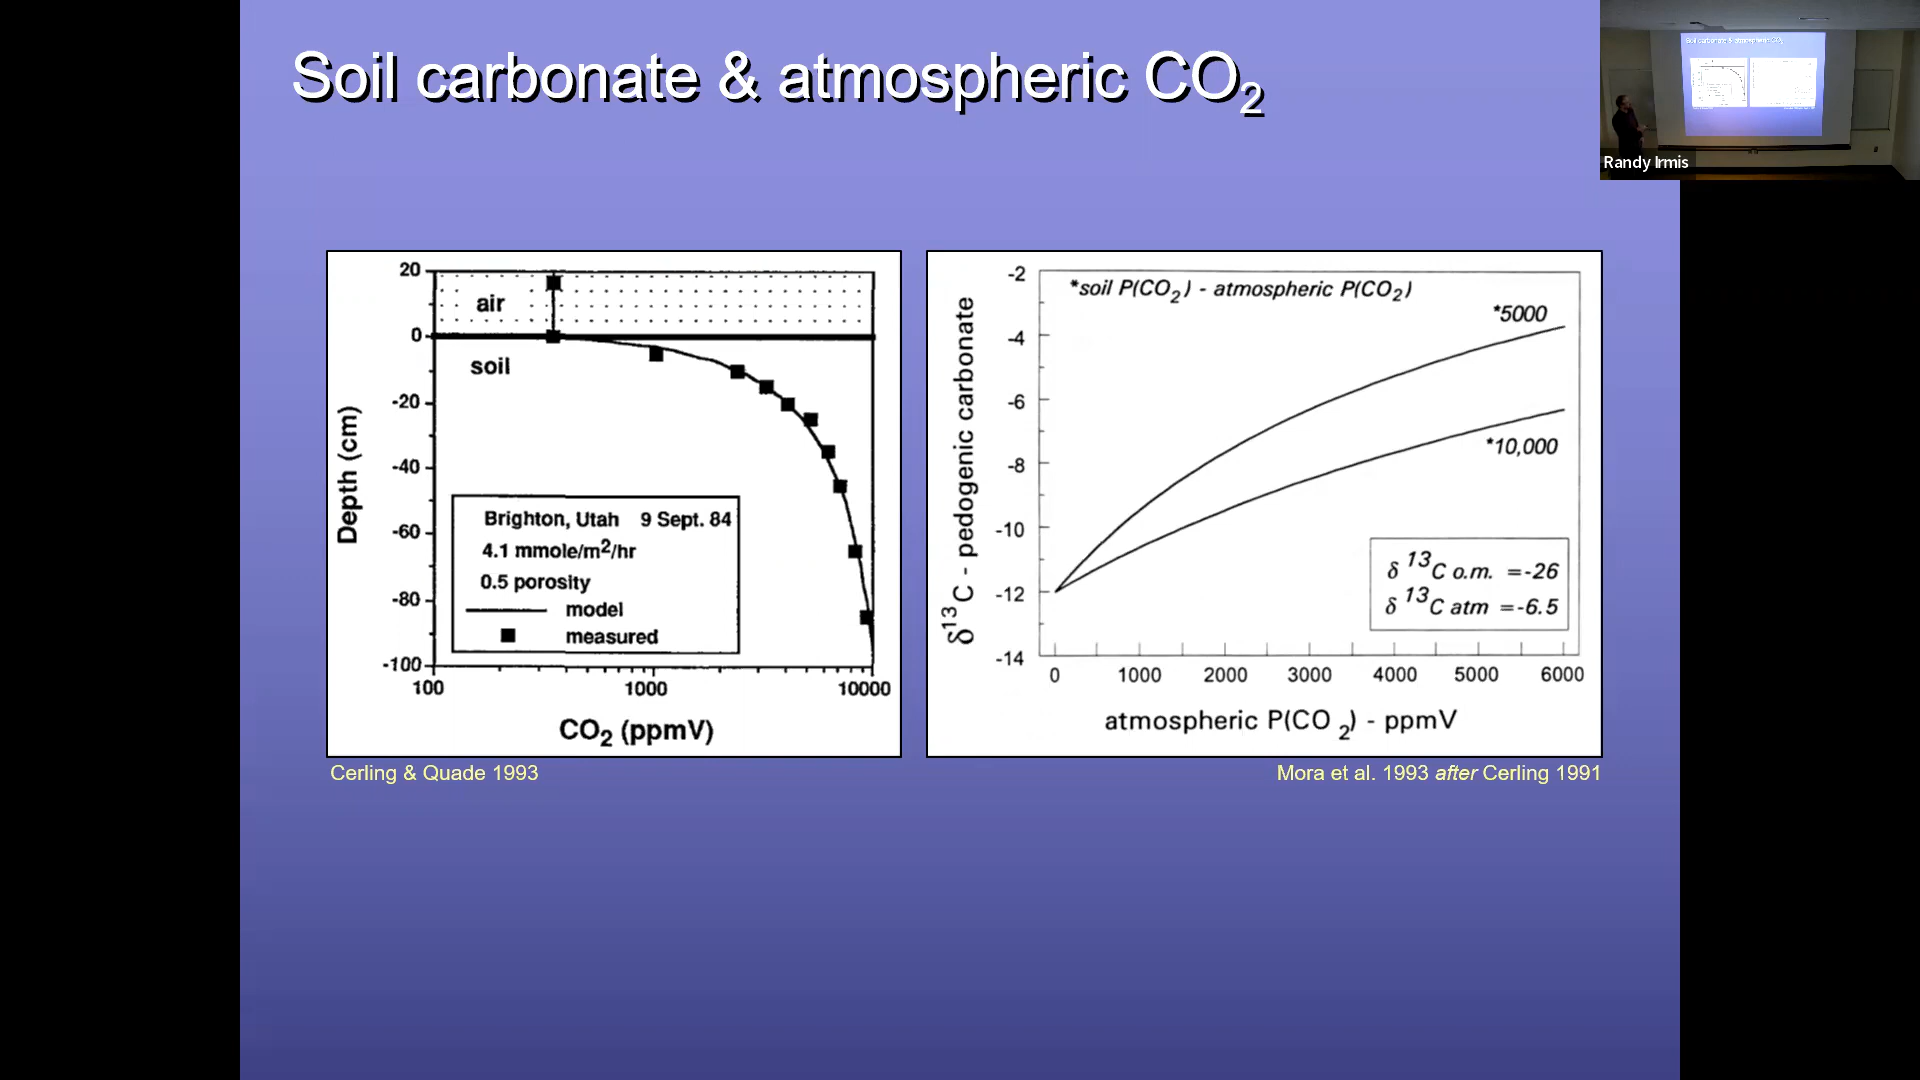 Soil carbonate & atmospheric CO2
Soil carbonate & atmospheric CO2
Randy Irmis
20
air
0
soil
-20
-40
-60
-80
-100
Depth (cm)
Brighton, Utah 9 Sept. 84
4.1 mmole/m2/hr
0.5 porosity
model
measured
100
1000
10000
CO2 (ppmV)
Cerling & Quade 1993
*soil P(CO2) - atmospheric P(CO2)
*5000
*10,000
-2
-4
-6
-8
-10
-12
-14
δ13C - pedogenic carbonate
δ 13C o.m. =-26
δ 13C atm =-6.5
0
1000
2000
3000
4000
5000
6000
atmospheric P(CO 2) - ppmV
Mora et al. 1993 after Cerling 1991